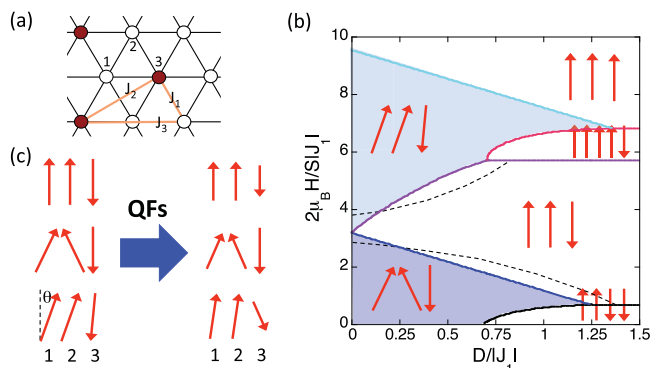 (a)
2
1
3
J₂
J₁
J₃
(c)
QFs
θ
1 2 3
1 2 3
(b)
2μ_B H/S|J₁|
10
8
6
4
2
0
0 0.25 0.5 0.75 1 1.25 1.5
D/|J₁|